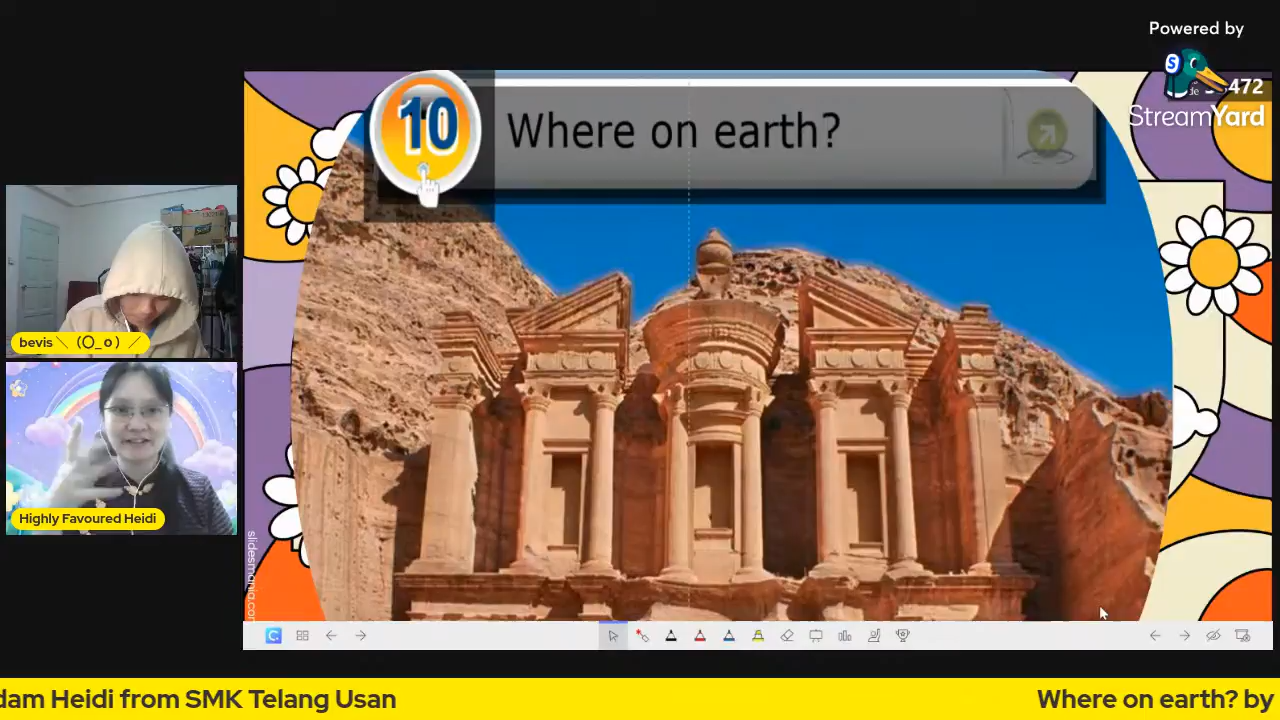 Powered by
472
StreamYard
10
Where on earth?
bevis ＼（〇_ｏ）／
Highly Favoured Heidi
slidesmania.com
dam Heidi from SMK Telang Usan
Where on earth? by